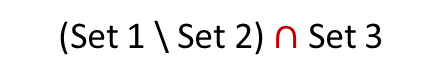 (Set 1 \ Set 2) ∩ Set 3